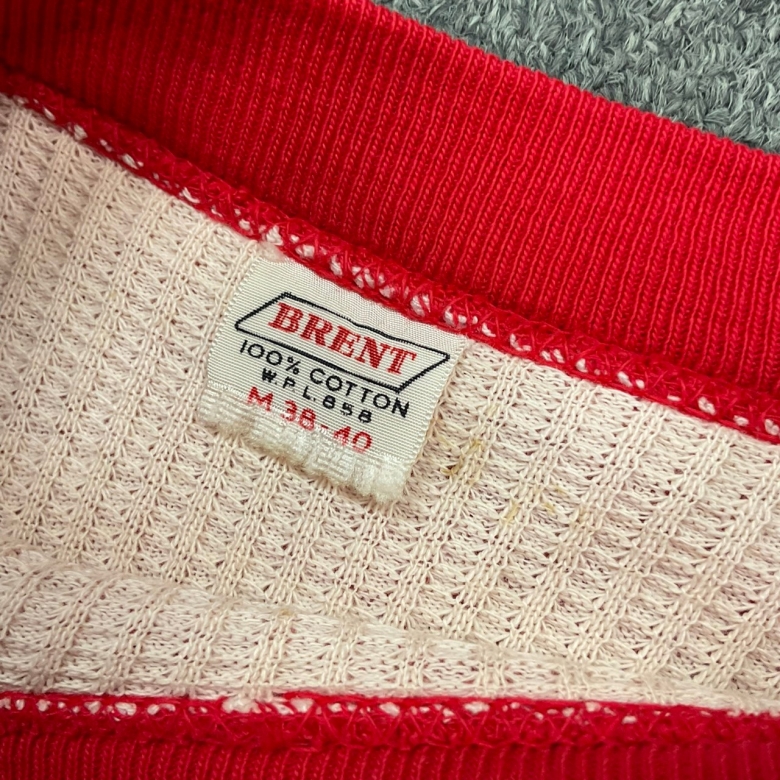 BRENT
100% COTTON
W.P.L. 858
M 38-40